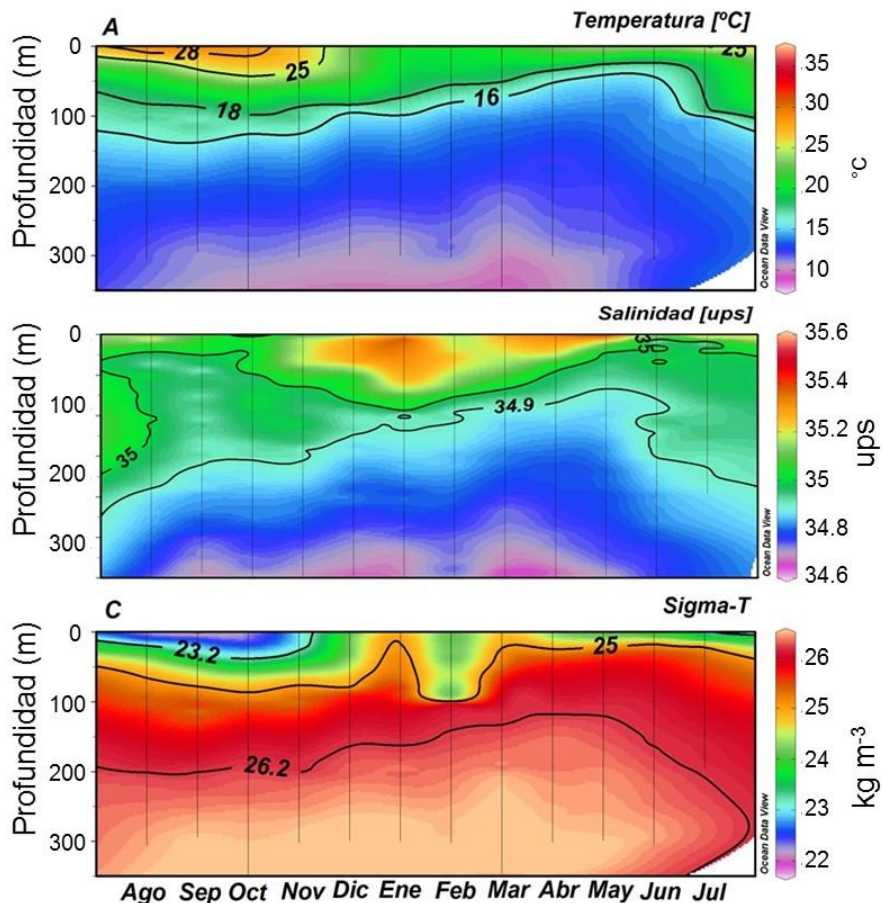 A
Temperatura [ºC]
Profundidad (m)
0
100
200
300
28
25
18
16
25
35
30
25
20
15
10
°C
Ocean Data View
Salinidad [ups]
Profundidad (m)
0
100
200
300
35
34.9
35
35.6
35.4
35.2
35
34.8
34.6
ups
Ocean Data View
C
Sigma-T
Profundidad (m)
0
100
200
300
23.2
25
26.2
26
25
24
23
22
kg m-3
Ocean Data View
Ago Sep Oct Nov Dic Ene Feb Mar Abr May Jun Jul